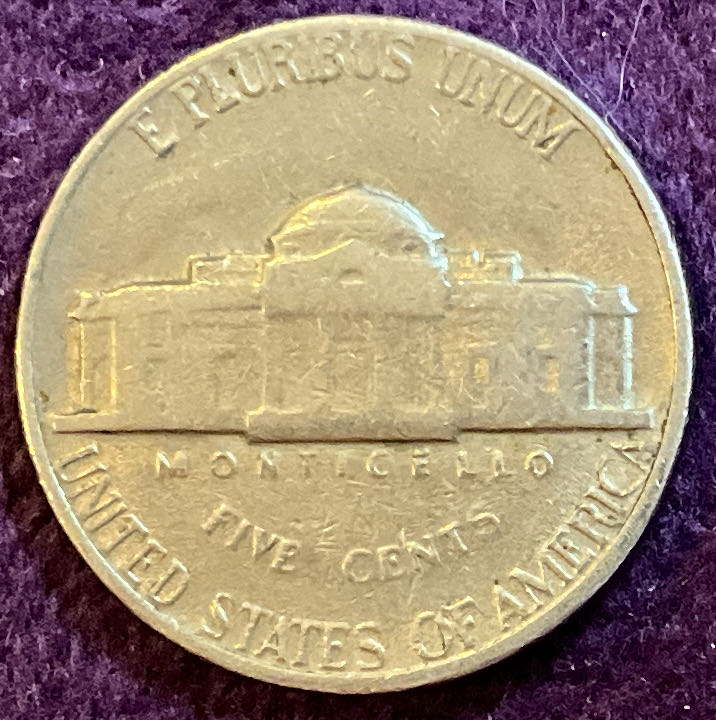 E PLURIBUS UNUM
MONTICELLO
FIVE CENTS
UNITED STATES OF AMERICA